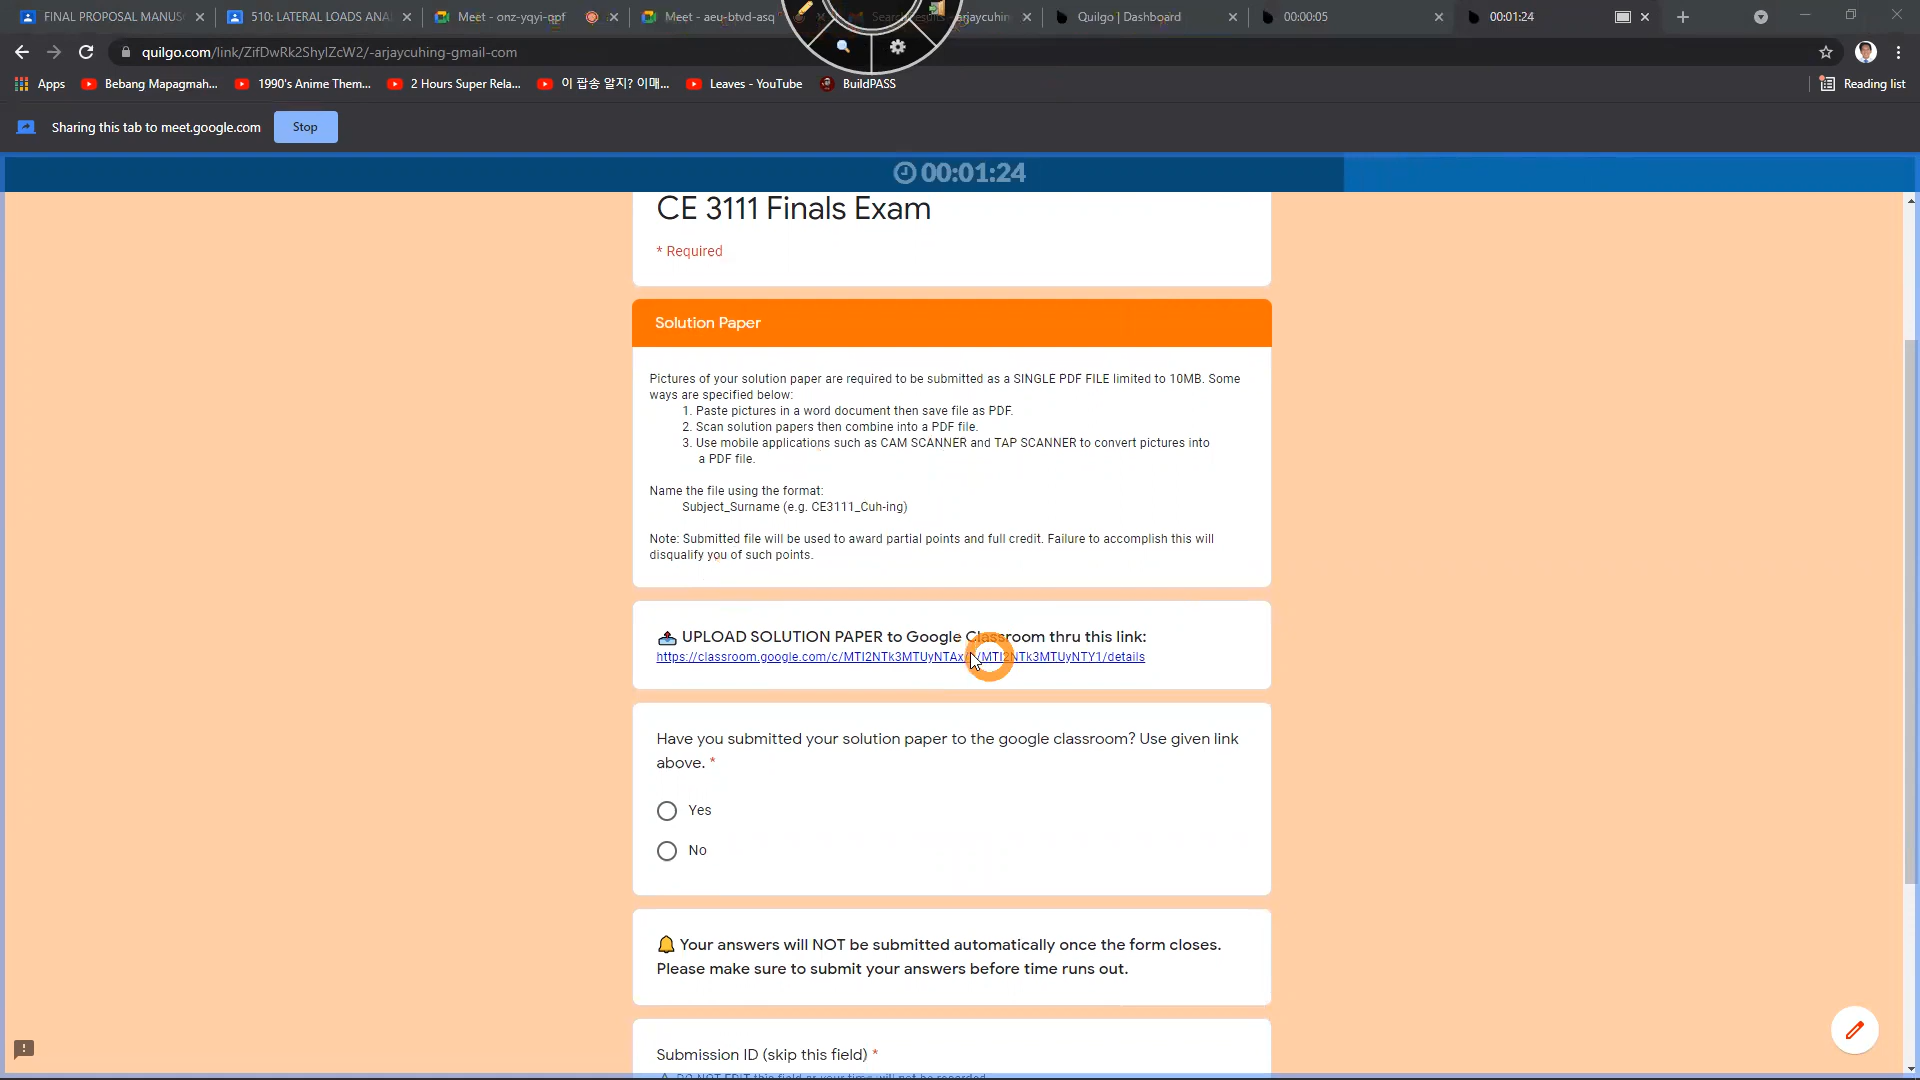 FINAL PROPOSAL MANUS
510: LATERAL LOADS ANA
Meet - onz-yqyi-qpf
Meet - aeu-btvd-asq
Quilgo | Dashboard
00:00:05
00:01:24
quilgo.com/link/ZifDwRk2ShylZcW2/-arjaycuhing-gmail-com
Apps
Bebang Mapagmah...
1990's Anime Them...
2 Hours Super Rela...
이 팝송 알지? 이매...
Leaves - YouTube
BuildPASS
Reading list
Sharing this tab to meet.google.com
Stop
00:01:24
CE 3111 Finals Exam
* Required
Solution Paper
Pictures of your solution paper are required to be submitted as a SINGLE PDF FILE limited to 10MB. Some
ways are specified below:
1. Paste pictures in a word document then save file as PDF.
2. Scan solution papers then combine into a PDF file.
3. Use mobile applications such as CAM SCANNER and TAP SCANNER to convert pictures into
a PDF file.
Name the file using the format:
Subject_Surname (e.g. CE3111_Cuh-ing)
Note: Submitted file will be used to award partial points and full credit. Failure to accomplish this will
disqualify you of such points.
UPLOAD SOLUTION PAPER to Google Classroom thru this link:
Have you submitted your solution paper to the google classroom? Use given link
above. *
Yes
No
Your answers will NOT be submitted automatically once the form closes.
Please make sure to submit your answers before time runs out.
Submission ID (skip this field) *